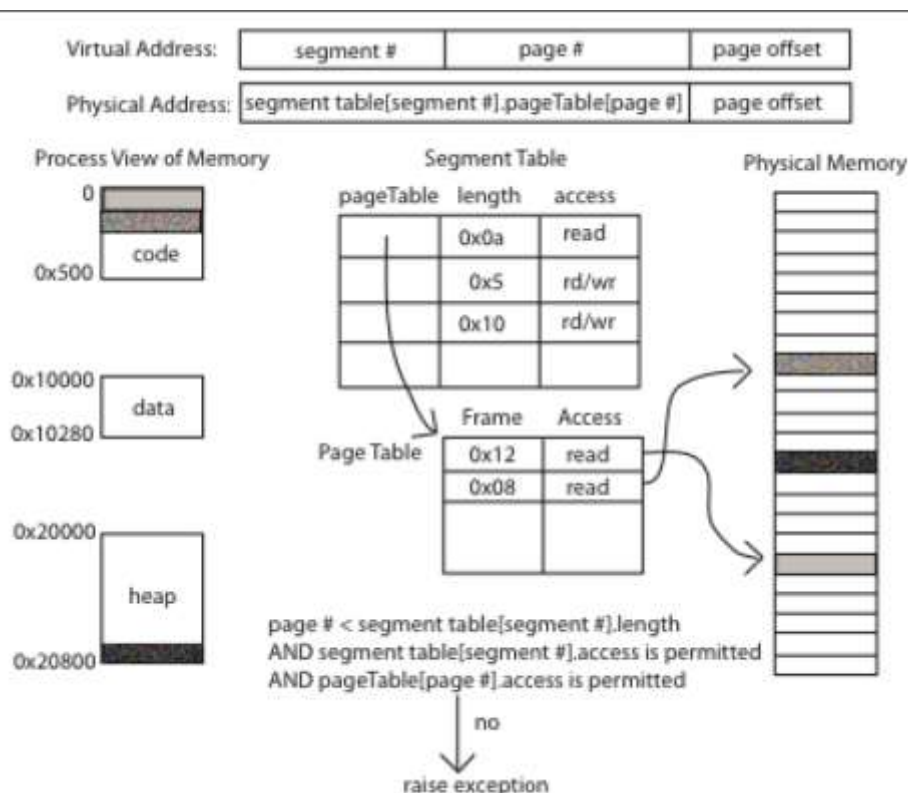 Virtual Address: segment # page # page offset
Physical Address: segment table[segment #].pageTable[page #] page offset
Process View of Memory
Segment Table
Physical Memory
0
code
0x500
0x10000
data
0x10280
0x20000
heap
0x20800
pageTable length access
0x0a read
0x5 rd/wr
0x10 rd/wr
Page Table
Frame Access
0x12 read
0x08 read
page # < segment table[segment #].length
AND segment table[segment #].access is permitted
AND pageTable[page #].access is permitted
no
raise exception